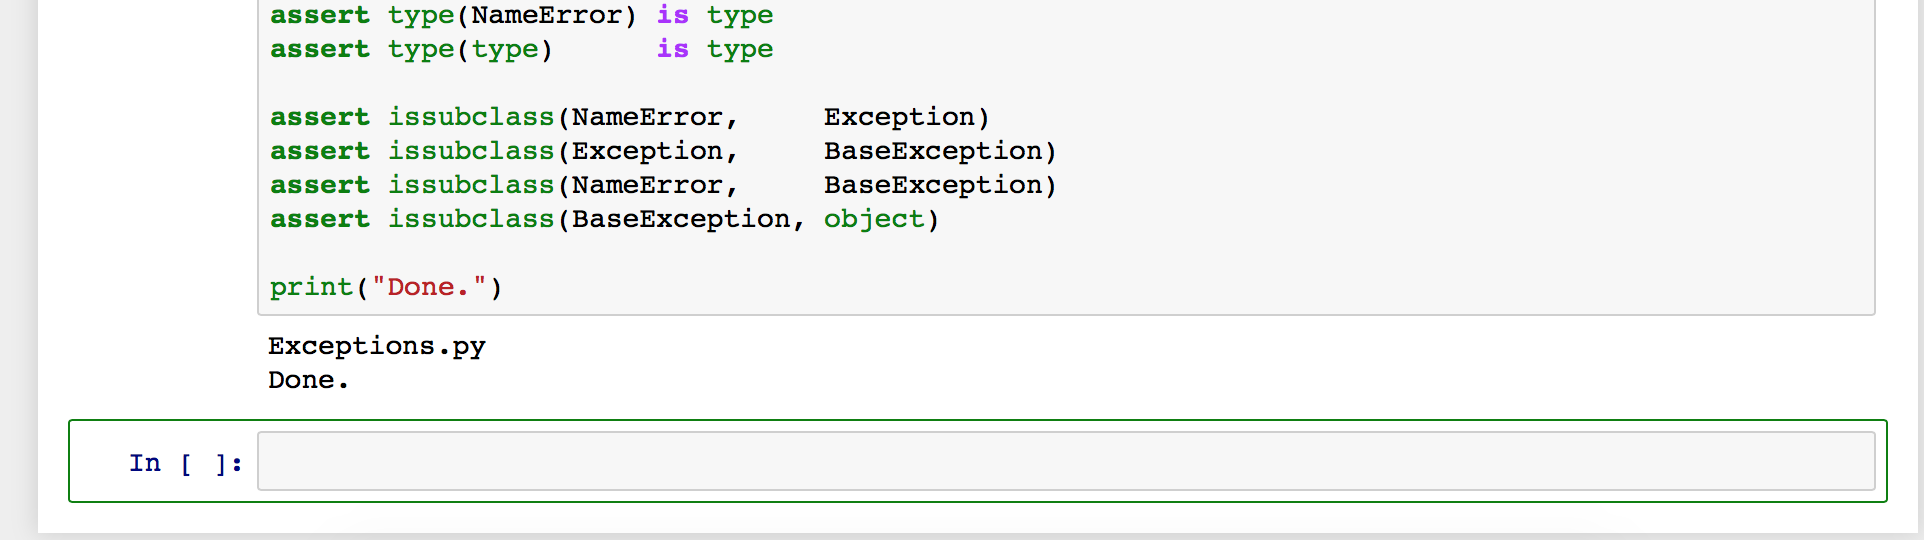 assert type(NameError) is type
assert type(type)      is type
assert issubclass(NameError,     Exception)
assert issubclass(Exception,     BaseException)
assert issubclass(NameError,     BaseException)
assert issubclass(BaseException, object)
print("Done.")
Exceptions.py
Done.
In [ ]: